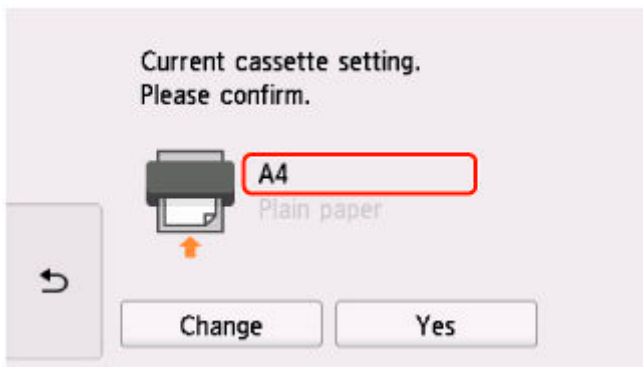 Current cassette setting.
Please confirm.
A4
Plain paper
Change
Yes